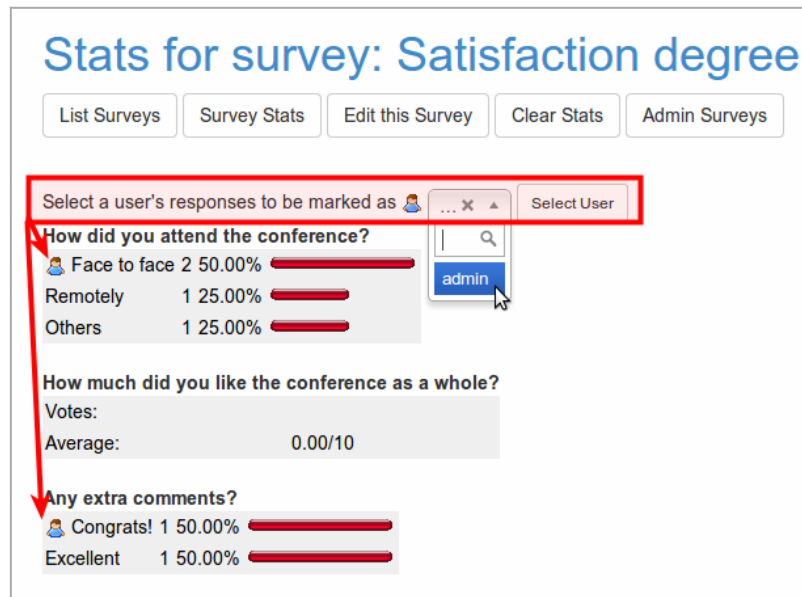 Stats for survey: Satisfaction degree
List Surveys Survey Stats Edit this Survey Clear Stats Admin Surveys
Select a user's responses to be marked as ... Select User
How did you attend the conference?
Face to face 2 50.00%
admin
Remotely 1 25.00%
Others 1 25.00%
How much did you like the conference as a whole?
Votes:
Average: 0.00/10
Any extra comments?
Congrats! 1 50.00%
Excellent 1 50.00%